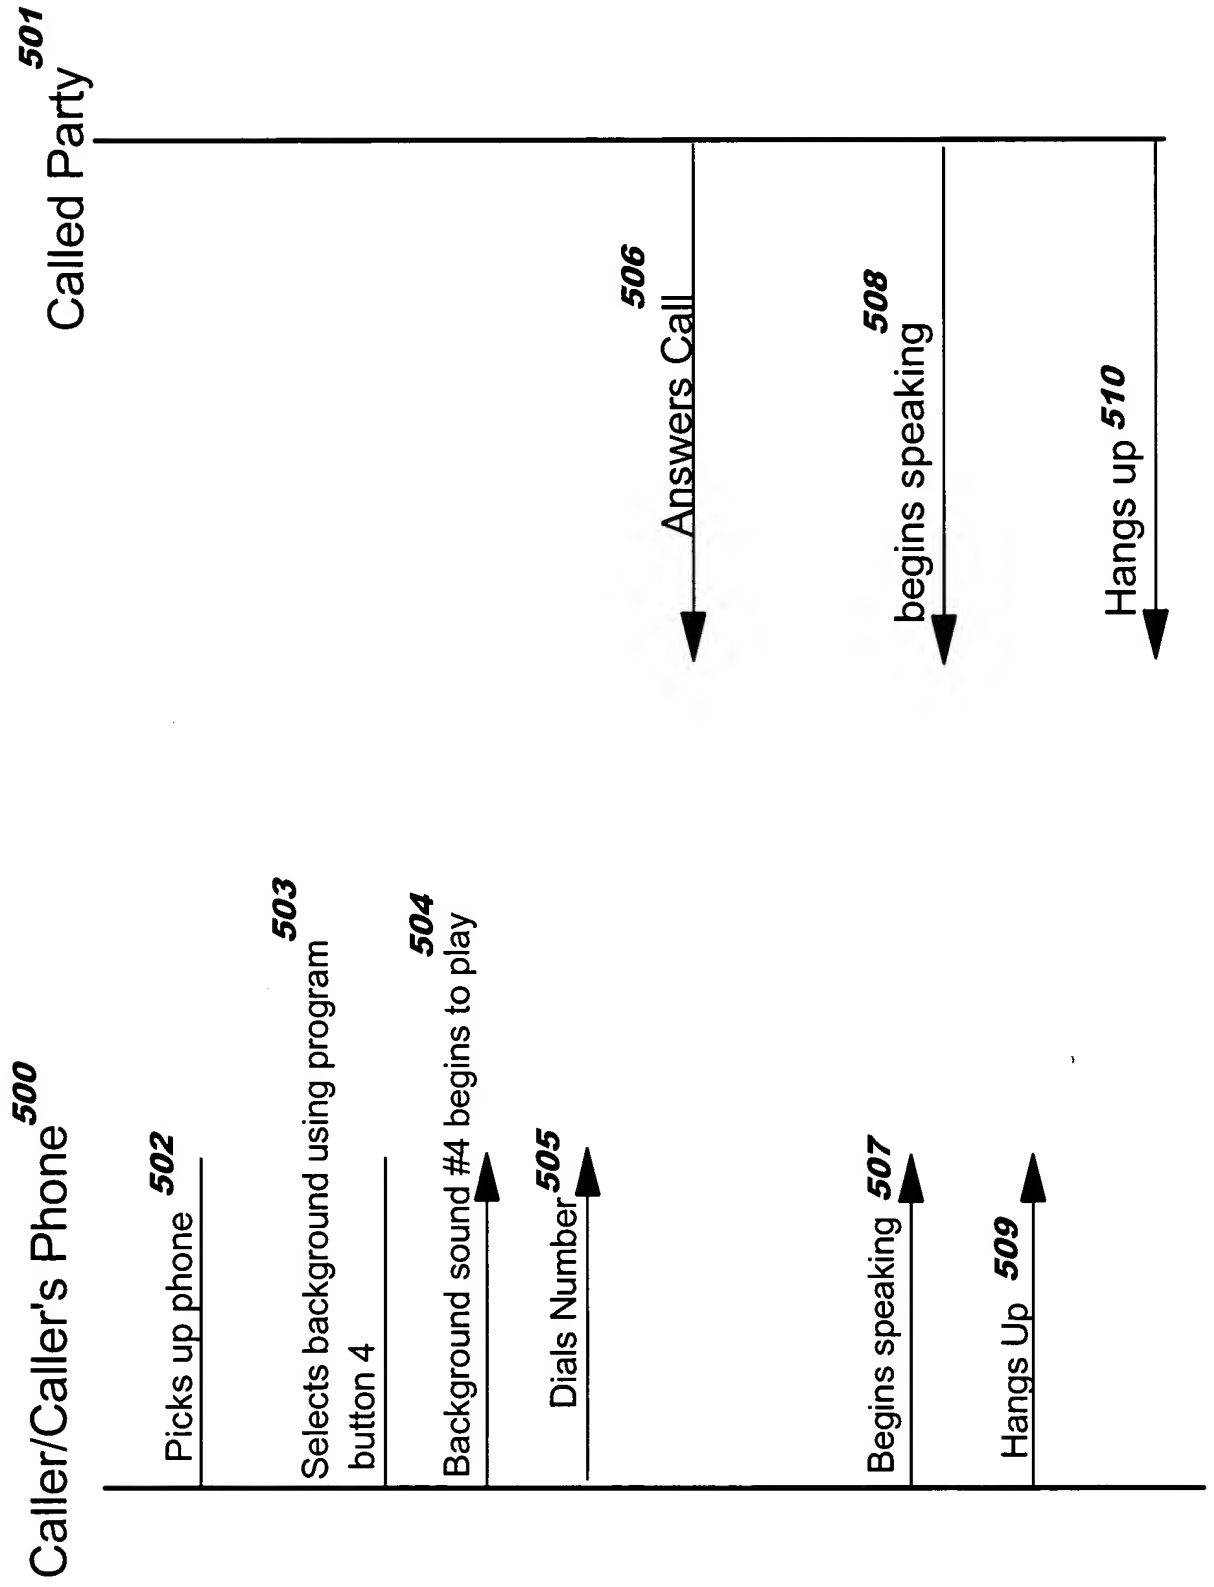 Caller/Caller's Phone 500
Called Party 501
Picks up phone 502
Selects background using program 503
button 4
Background sound #4 begins to play 504
Dials Number 505
Answers Call 506
Begins speaking 507
begins speaking 508
Hangs Up 509
Hangs up 510